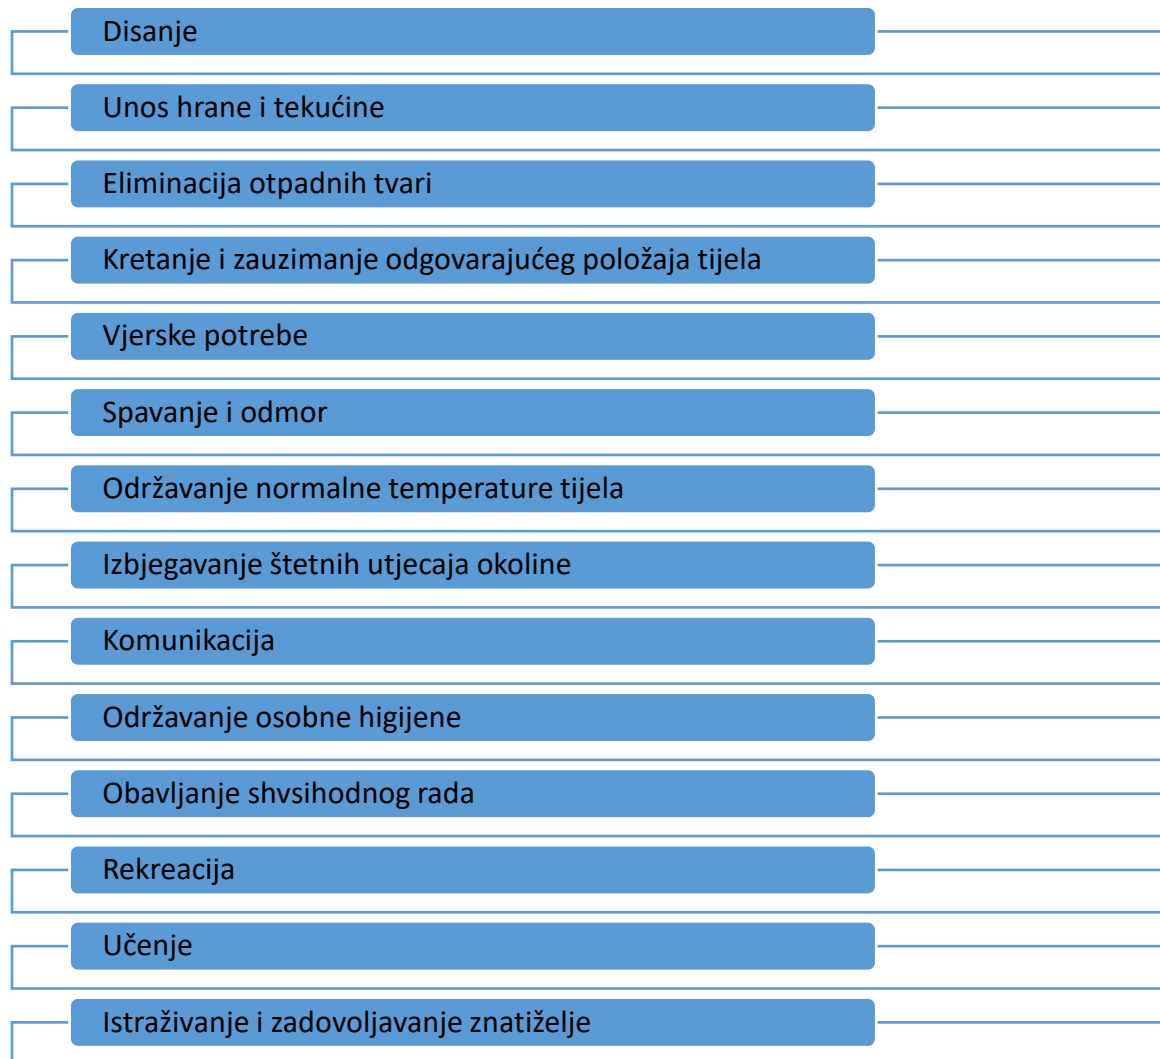 Disanje
Unos hrane i tekućine
Eliminacija otpadnih tvari
Kretanje i zauzimanje odgovarajućeg položaja tijela
Vjerske potrebe
Spavanje i odmor
Održavanje normalne temperature tijela
Izbjegavanje štetnih utjecaja okoline
Komunikacija
Održavanje osobne higijene
Obavljanje shvsihodnog rada
Rekreacija
Učenje
Istraživanje i zadovoljavanje znatiželje